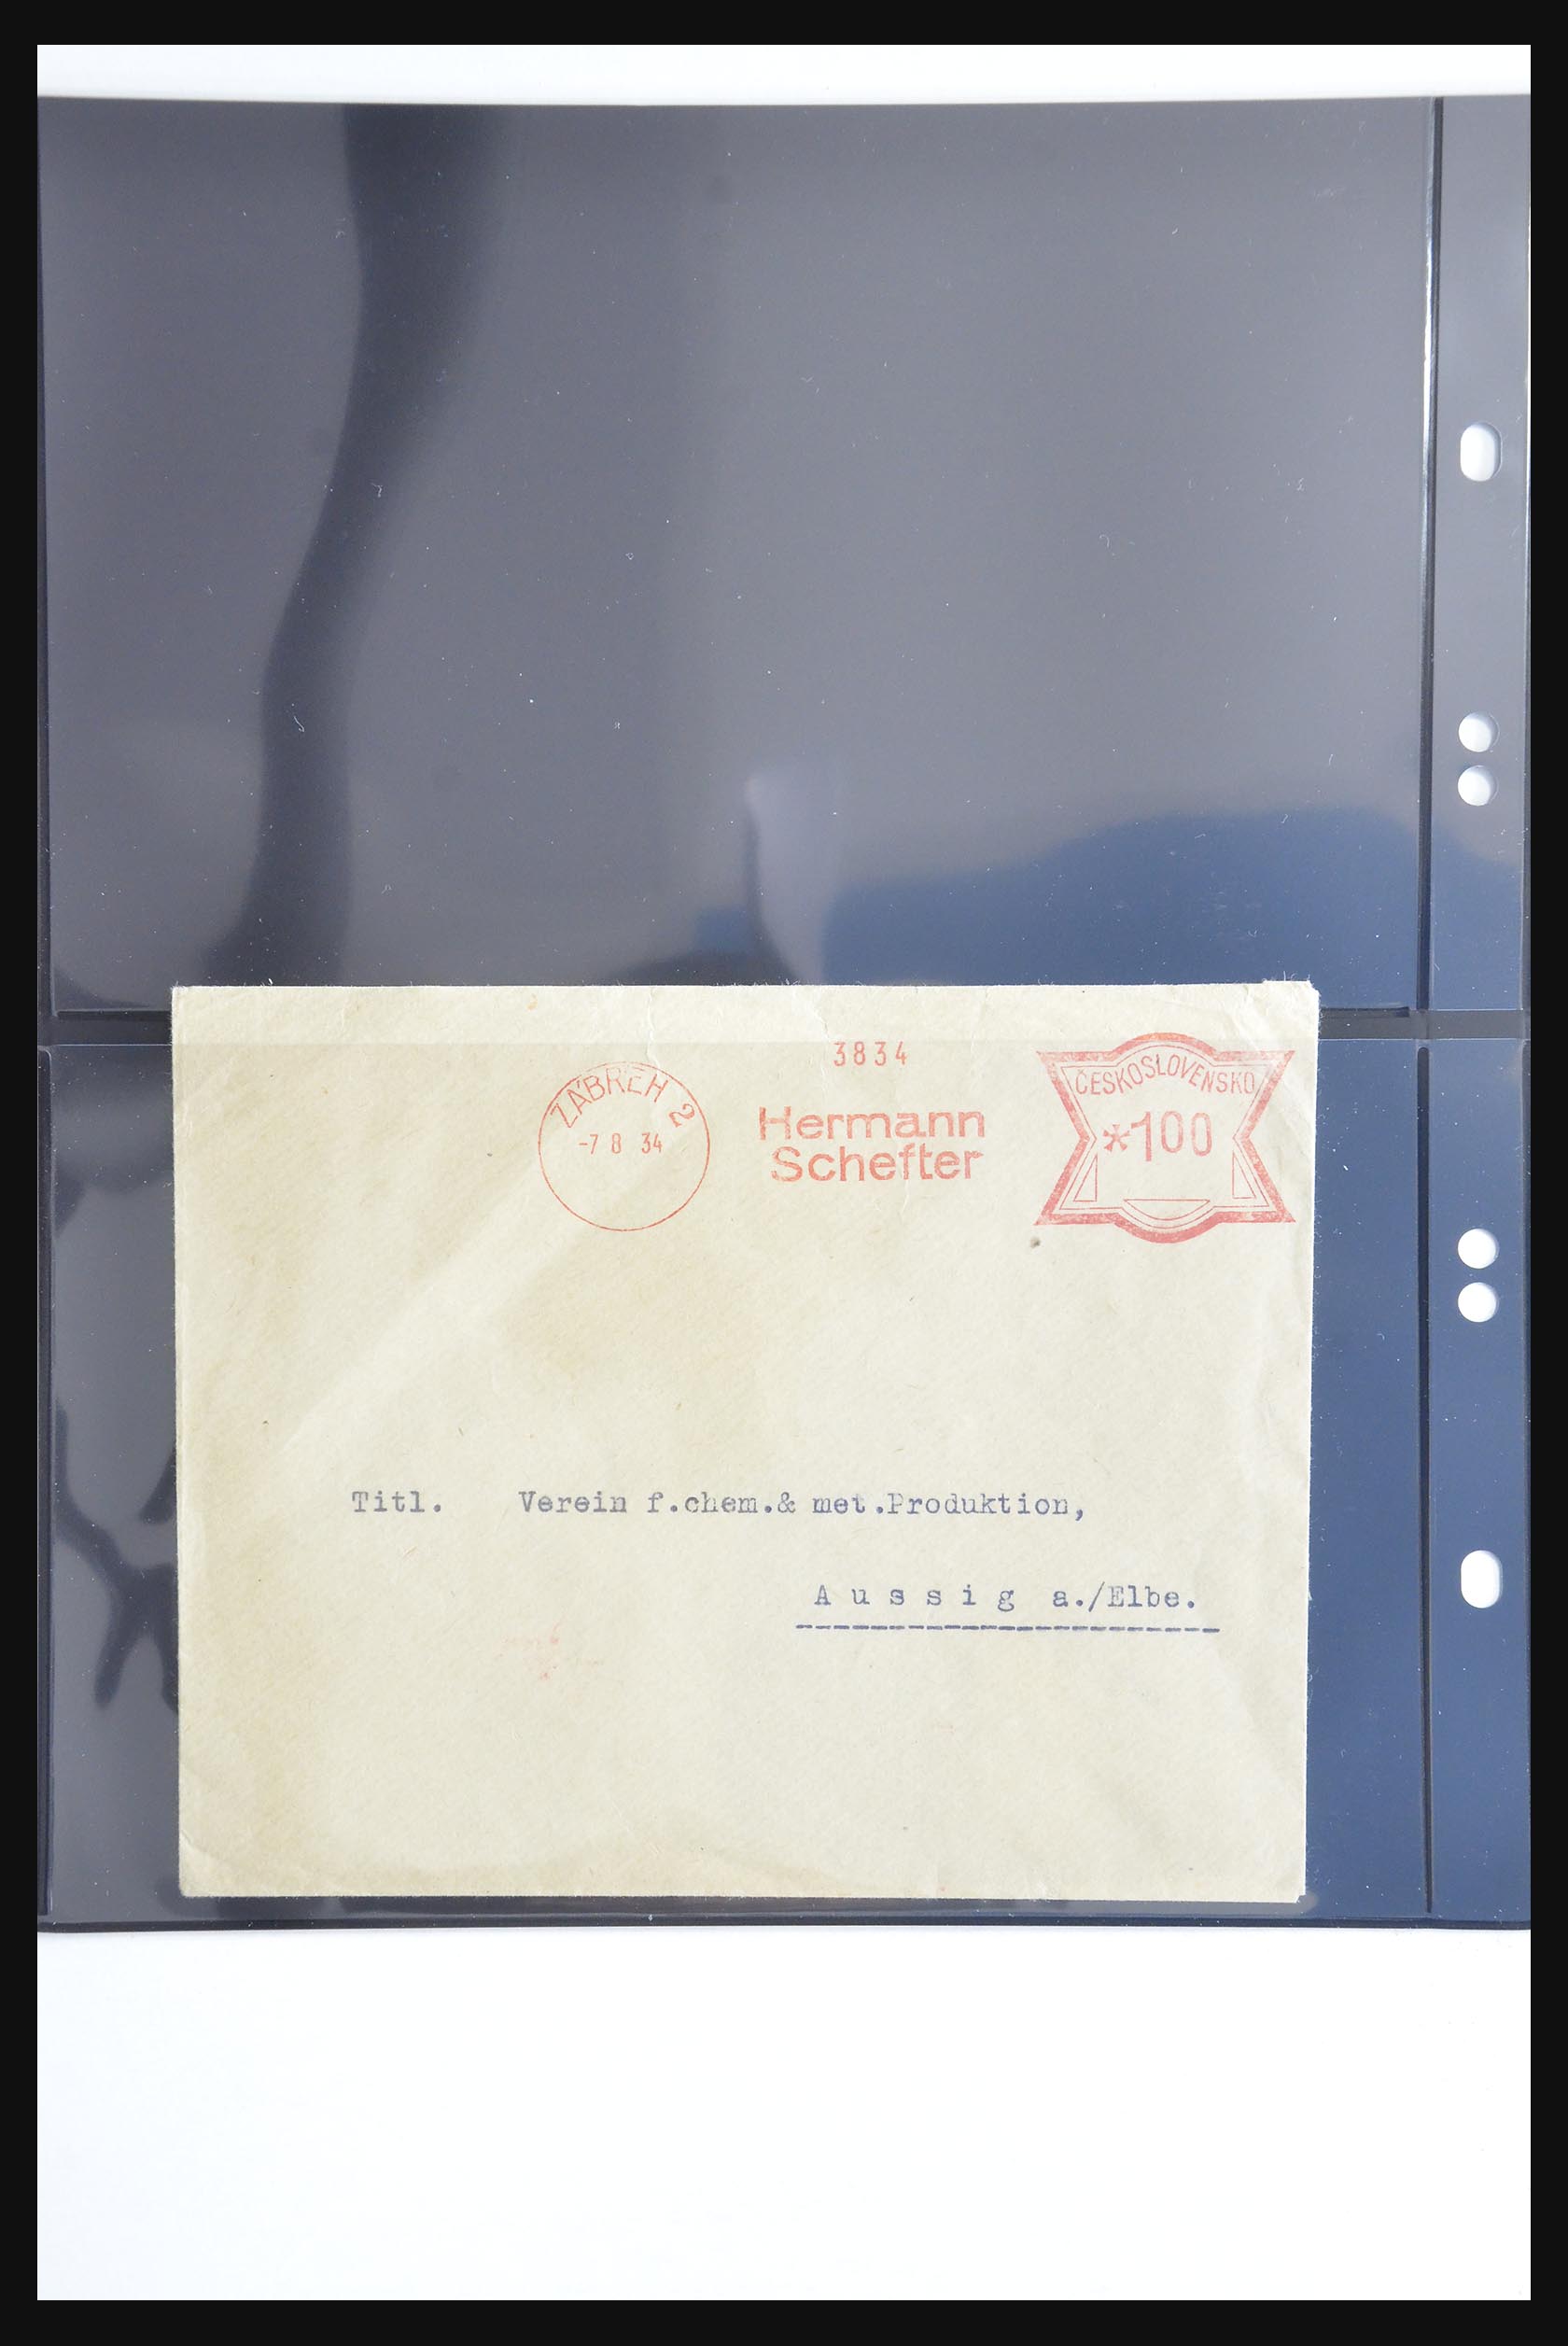 3834
ZÁBŘEH 2
-7 8 34
Hermann
Schefter
ČESKOSLOVENSKO
*100
Titl. Verein f.chem.& met.Produktion,
Aussig a./Elbe.